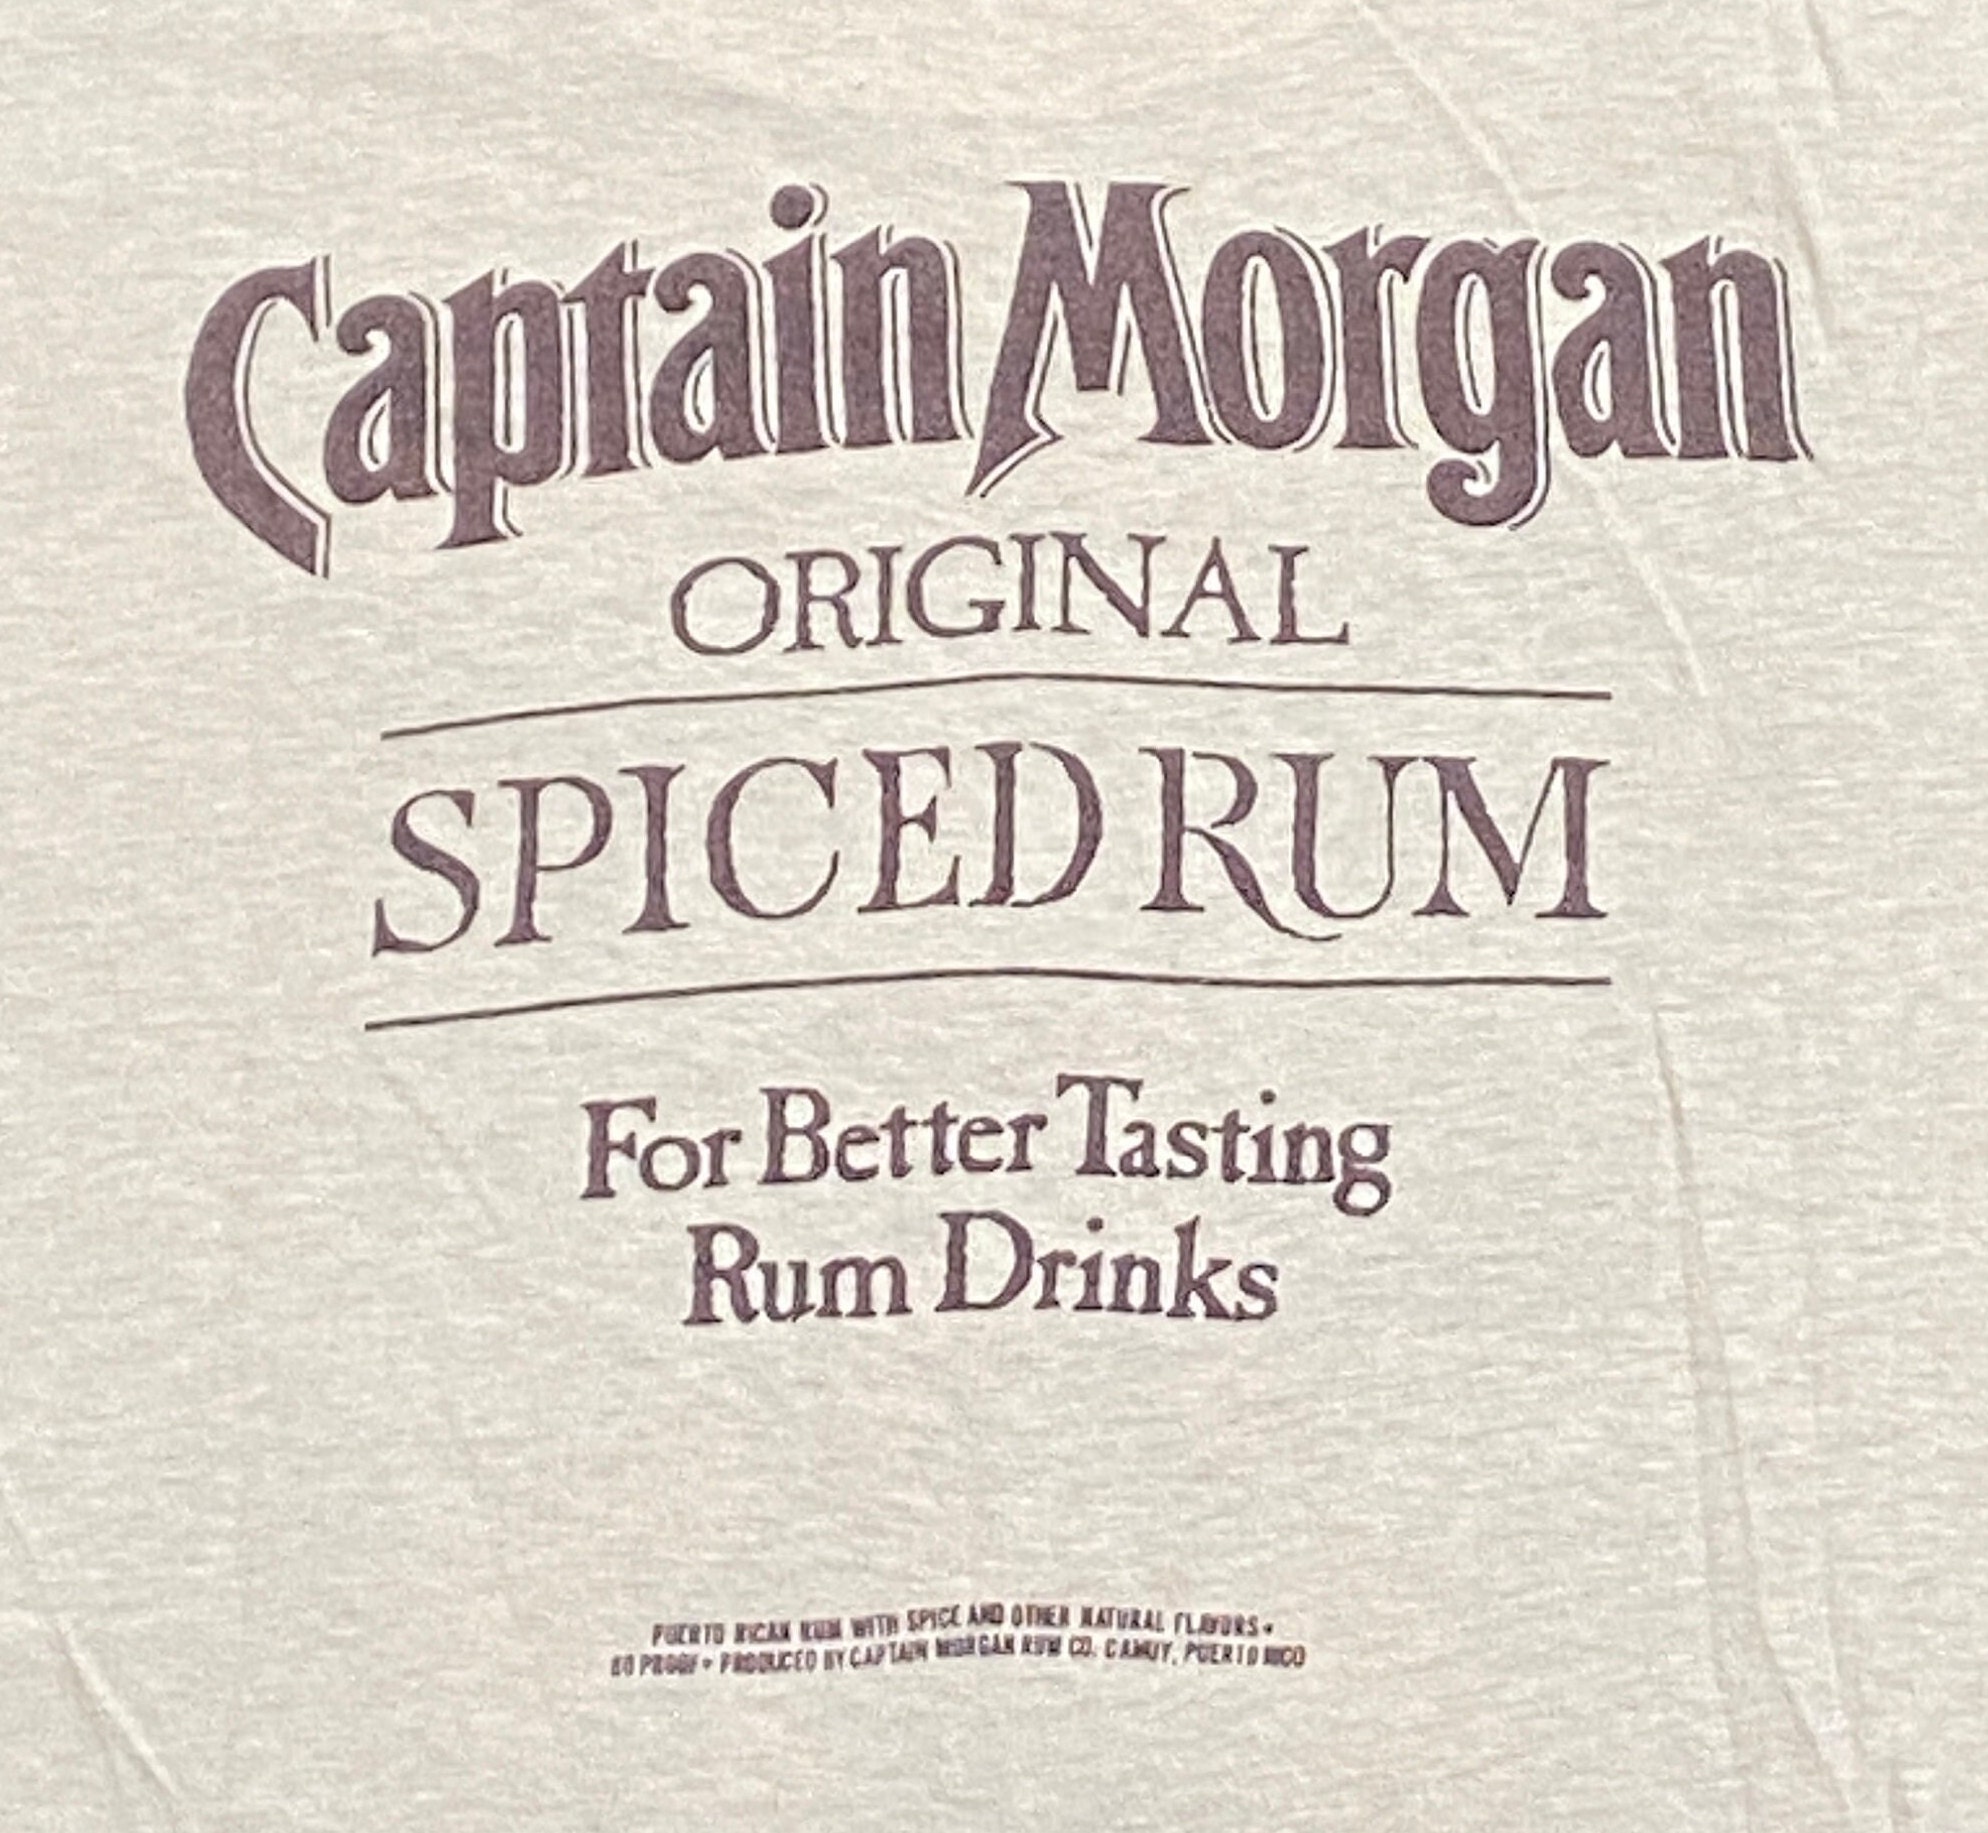 Captain Morgan
ORIGINAL
SPICED RUM
For Better Tasting
Rum Drinks
PUERTO RICAN RUM WITH SPICE AND OTHER NATURAL FLAVORS •
PROOF • PRODUCED BY CAPTAIN MORGAN RUM CO. CAMUY, PUERTO RICO